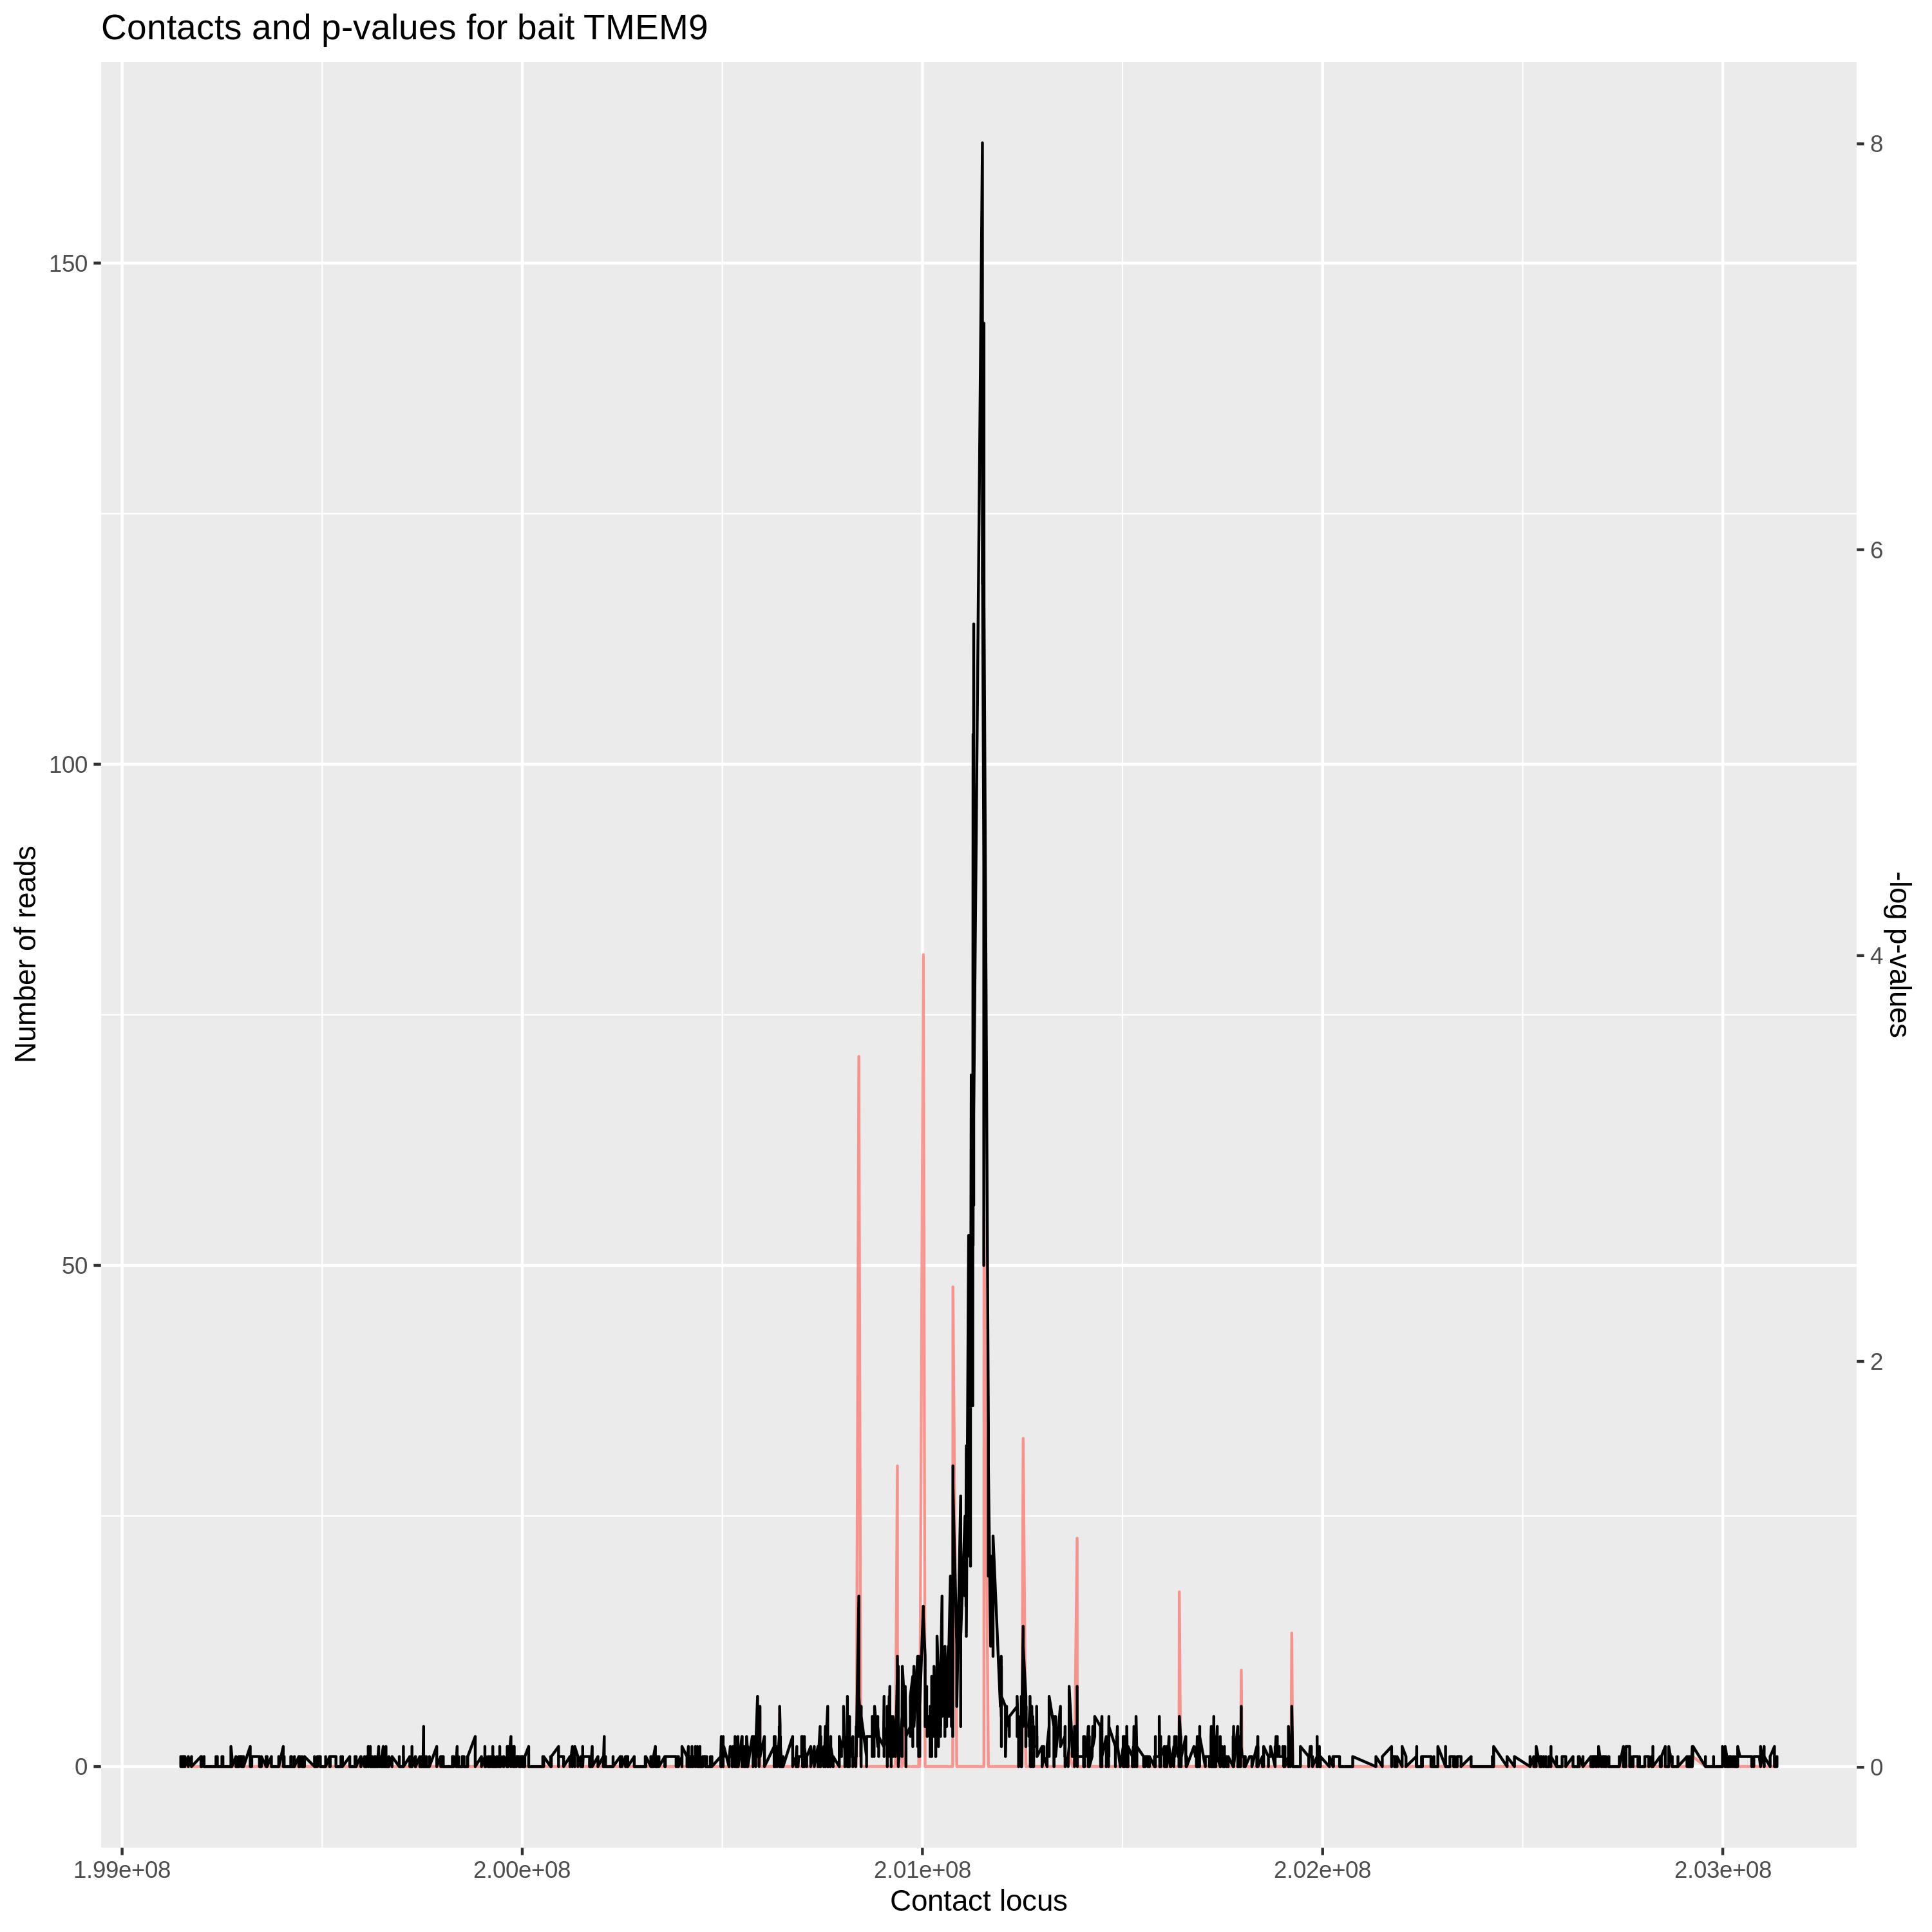 Contacts and p-values for bait TMEM9
150
100
50
0
Number of reads
8
6
4
2
0
-log p-values
1.99e+08
2.00e+08
2.01e+08
2.02e+08
2.03e+08
Contact locus